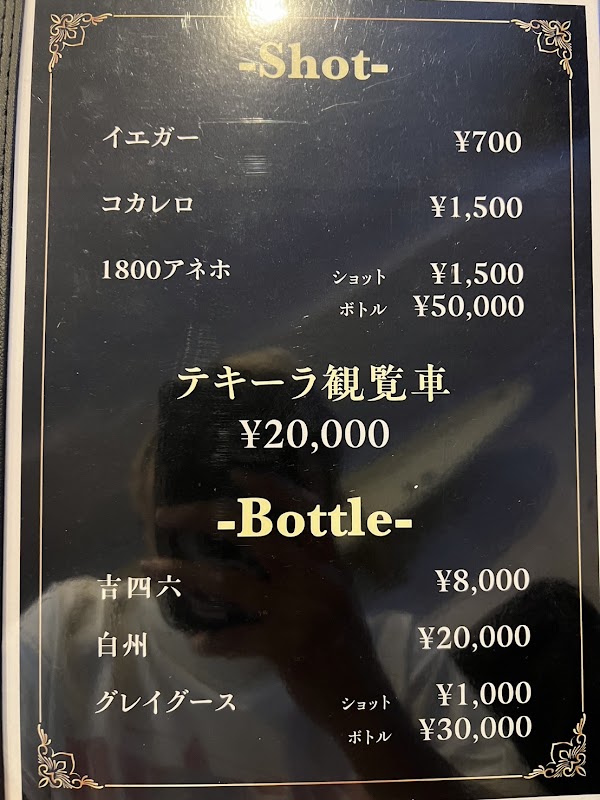 -Shot-
イエガー ¥700
コカレロ ¥1,500
1800アネホ ショット ¥1,500
ボトル ¥50,000
テキーラ観覧車
¥20,000
-Bottle-
吉四六 ¥8,000
白州 ¥20,000
グレイグース ショット ¥1,000
ボトル ¥30,000